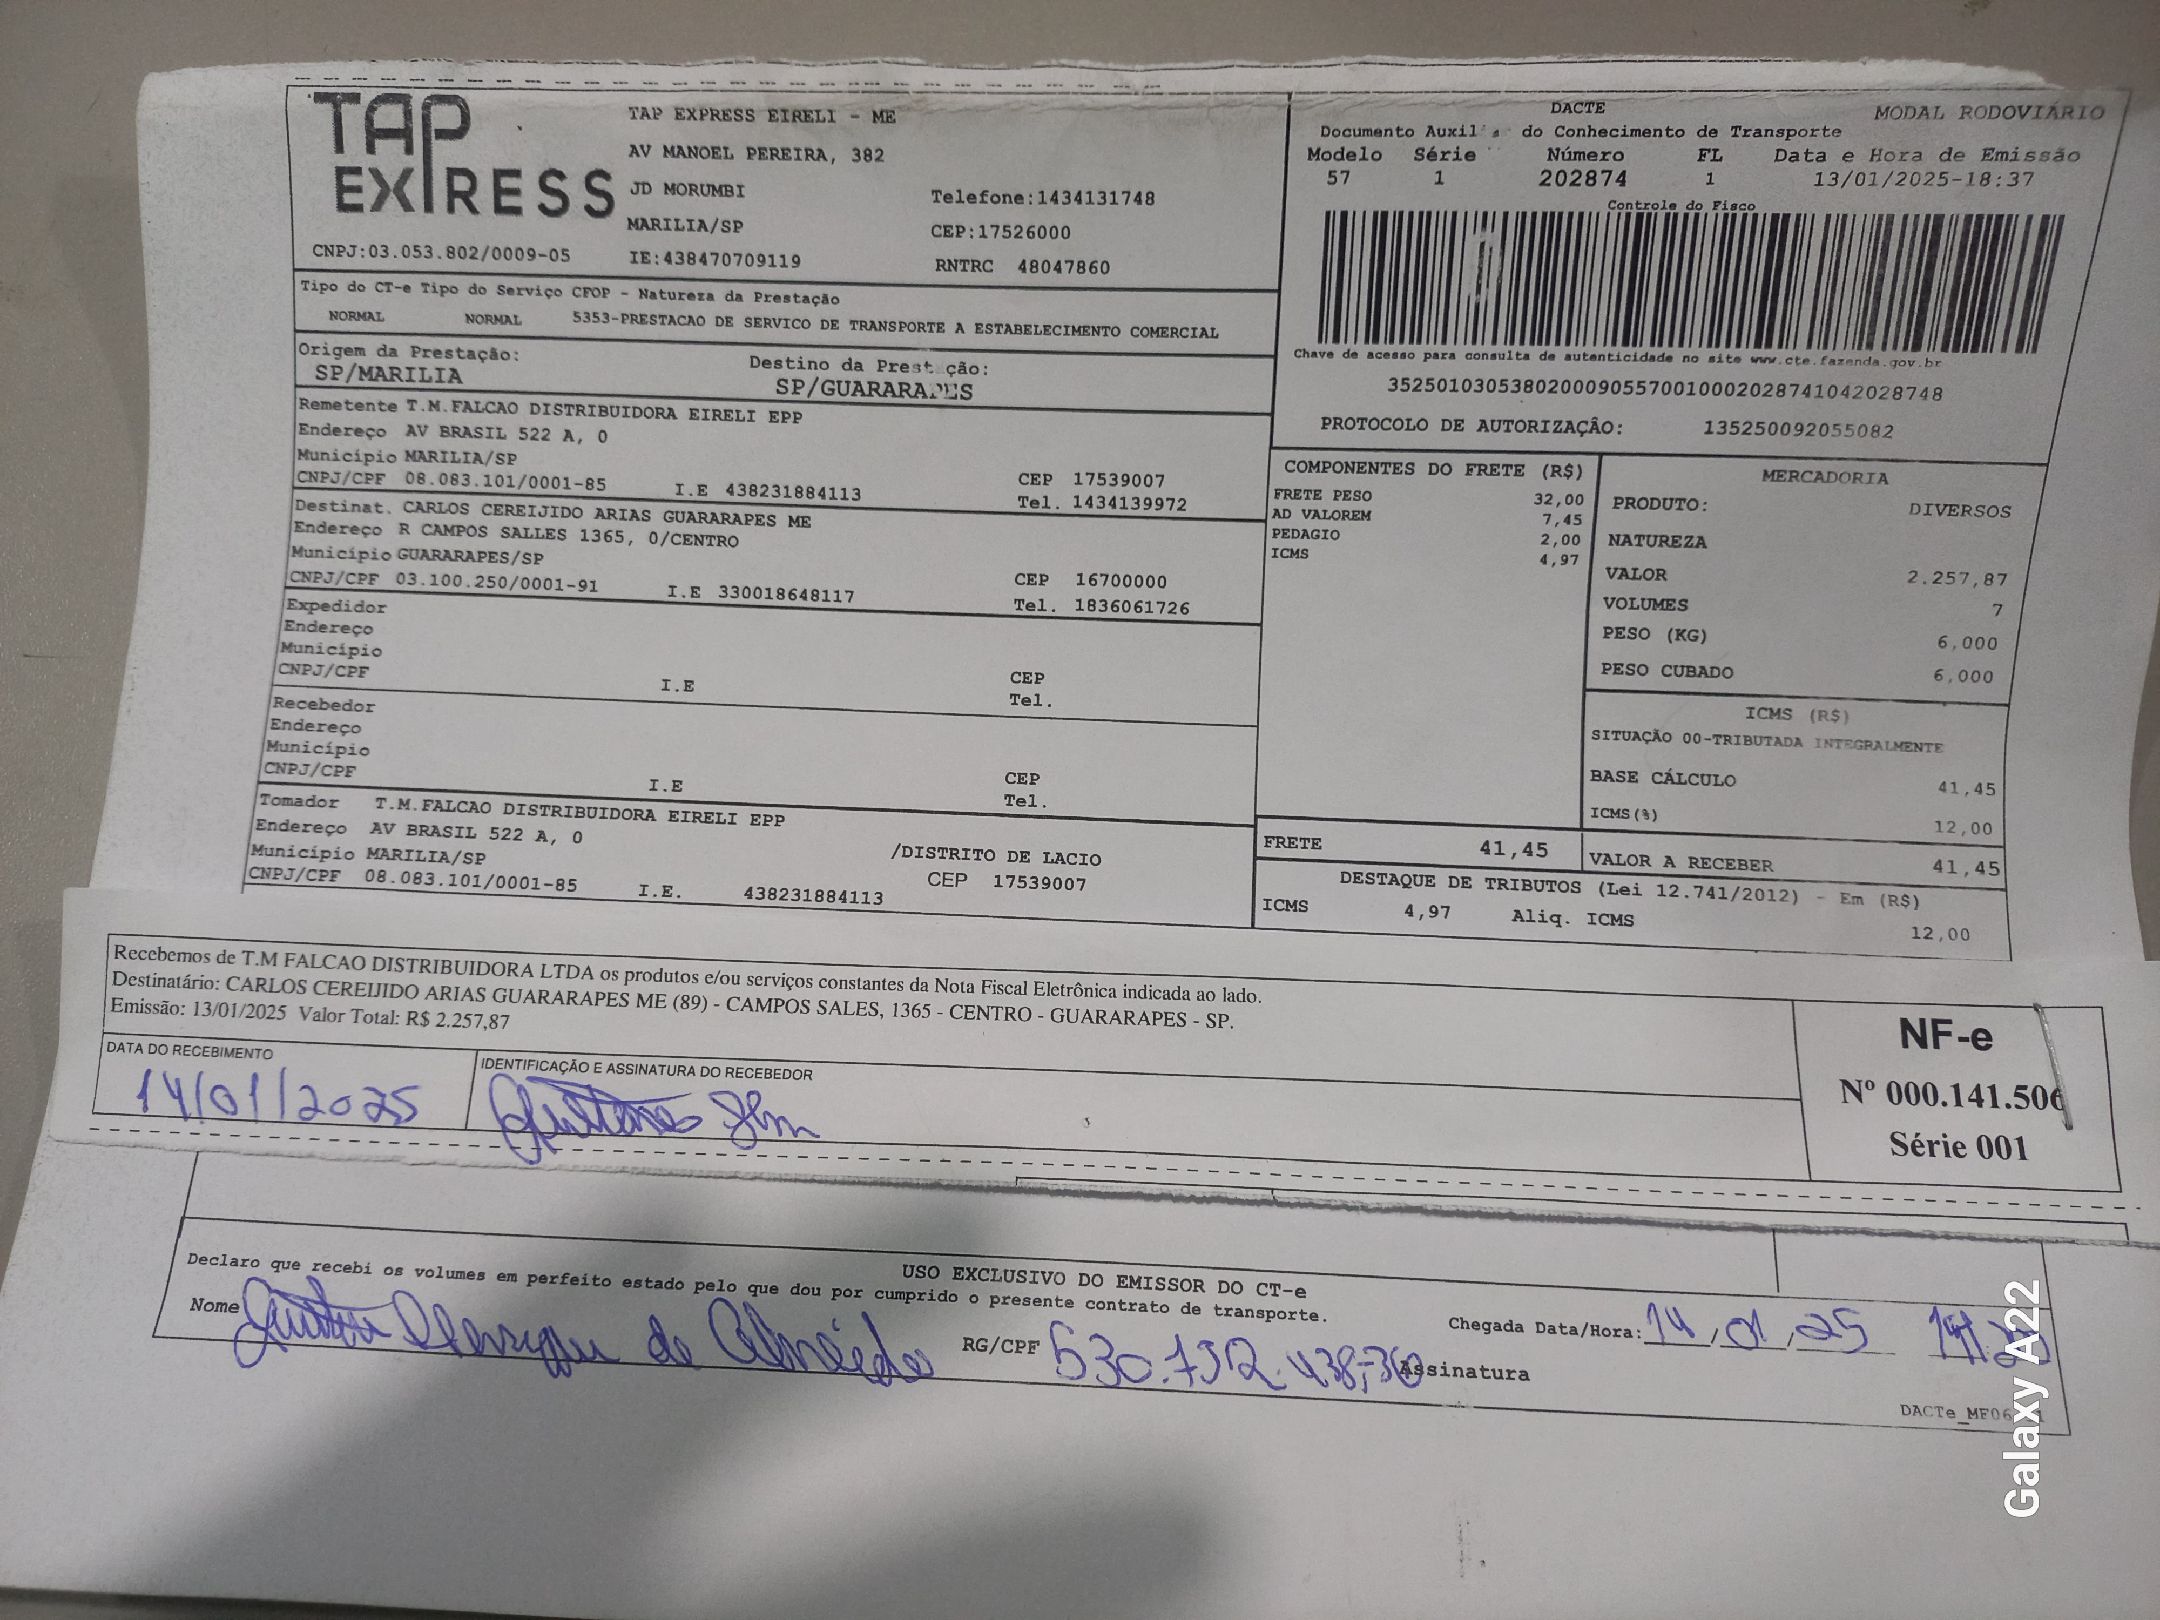 TAP EXPRESS
TAP EXPRESS EIRELI - ME
AV MANOEL PEREIRA, 382
JD MORUMBI
Telefone:1434131748
MARILIA/SP
CEP:17526000
CNPJ:03.053.802/0009-05
IE:438470709119
RNTRC 48047860
DACTE
MODAL RODOVIÁRIO
Documento do Conhecimento de Transporte
Modelo Série Número FL Data e Hora de Emissão
57 1 202874 1 13/01/2025-18:37
Controle do Fisco
Chave de acesso para consulta de autenticidade no site www.cte.fazenda.gov.br
35250103053802000905570010002028741042028748
PROTOCOLO DE AUTORIZAÇÃO: 135250092055082
Tipo do CT-e Tipo do Serviço CFOP - Natureza da Prestação
NORMAL NORMAL 5353-PRESTACAO DE SERVICO DE TRANSPORTE A ESTABELECIMENTO COMERCIAL
Origem da Prestação: Destino da Prestação:
SP/MARILIA SP/GUARARAPES
Remetente T.M.FALCAO DISTRIBUIDORA EIRELI EPP
Endereço AV BRASIL 522 A, 0
Município MARILIA/SP CEP 17539007
CNPJ/CPF 08.083.101/0001-85 I.E 438231884113 Tel. 1434139972
Destinat. CARLOS CEREIJIDO ARIAS GUARARAPES ME
Endereço R CAMPOS SALLES 1365, 0/CENTRO
Município GUARARAPES/SP CEP 16700000
CNPJ/CPF 03.100.250/0001-91 I.E 330018648117 Tel. 1836061726
Expedidor
Endereço
Município CEP
CNPJ/CPF I.E Tel.
Recebedor
Endereço
Município CEP
CNPJ/CPF I.E Tel.
Tomador T.M.FALCAO DISTRIBUIDORA EIRELI EPP
Endereço AV BRASIL 522 A, 0 /DISTRITO DE LACIO
Município MARILIA/SP CEP 17539007
CNPJ/CPF 08.083.101/0001-85 I.E. 438231884113
COMPONENTES DO FRETE (R$)
FRETE PESO 32,00
AD VALOREM 7,45
PEDAGIO 2,00
ICMS 4,97
MERCADORIA
PRODUTO: DIVERSOS
NATUREZA
VALOR 2.257,87
VOLUMES 7
PESO (KG) 6,000
PESO CUBADO 6,000
ICMS (R$)
SITUAÇÃO 00-TRIBUTADA INTEGRALMENTE
BASE CÁLCULO 41,45
ICMS(%) 12,00
FRETE 41,45 VALOR A RECEBER 41,45
DESTAQUE DE TRIBUTOS (Lei 12.741/2012) - Em (R$)
ICMS 4,97 Aliq. ICMS 12,00
Recebemos de T.M FALCAO DISTRIBUIDORA LTDA os produtos e/ou serviços constantes da Nota Fiscal Eletrônica indicada ao lado.
Destinatário: CARLOS CEREIJIDO ARIAS GUARARAPES ME (89) - CAMPOS SALES, 1365 - CENTRO - GUARARAPES - SP.
Emissão: 13/01/2025 Valor Total: R$ 2.257,87
DATA DO RECEBIMENTO IDENTIFICAÇÃO E ASSINATURA DO RECEBEDOR
14/01/2025
NF-e
Nº 000.141.506
Série 001
USO EXCLUSIVO DO EMISSOR DO CT-e
Declaro que recebi os volumes em perfeito estado pelo que dou por cumprido o presente contrato de transporte.
Nome Henrique de Almeida RG/CPF 530.732.438-30 Assinatura
Chegada Data/Hora: 14/01/25
Galaxy A22